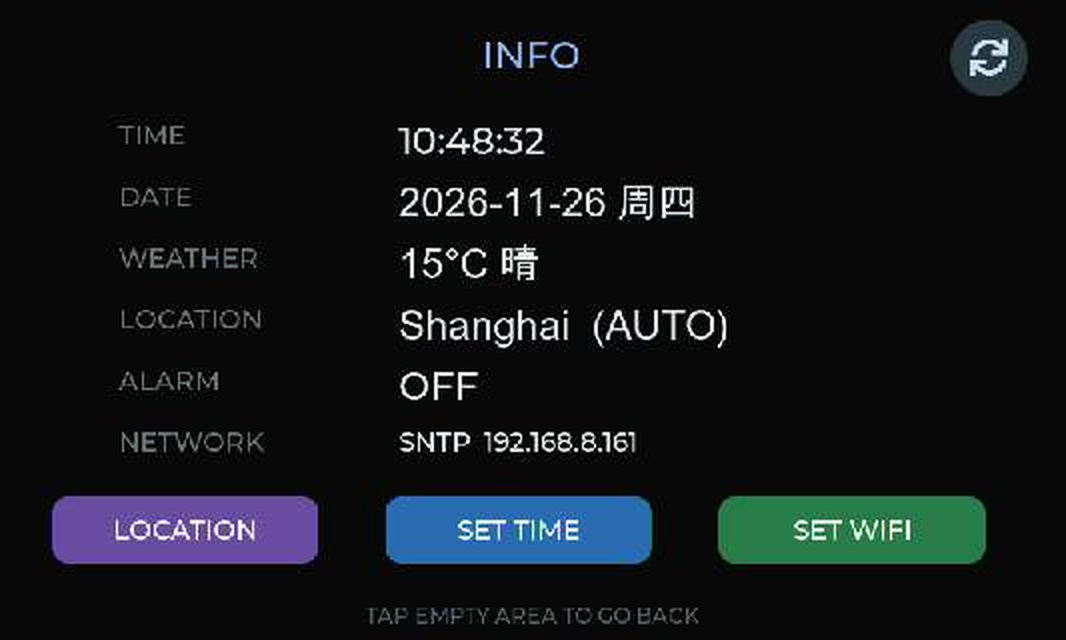 INFO
TIME 10:48:32
DATE 2026-11-26 周四
WEATHER 15°C 晴
LOCATION Shanghai (AUTO)
ALARM OFF
NETWORK SNTP 192.168.8.161
LOCATION SET TIME SET WIFI
TAP EMPTY AREA TO GO BACK